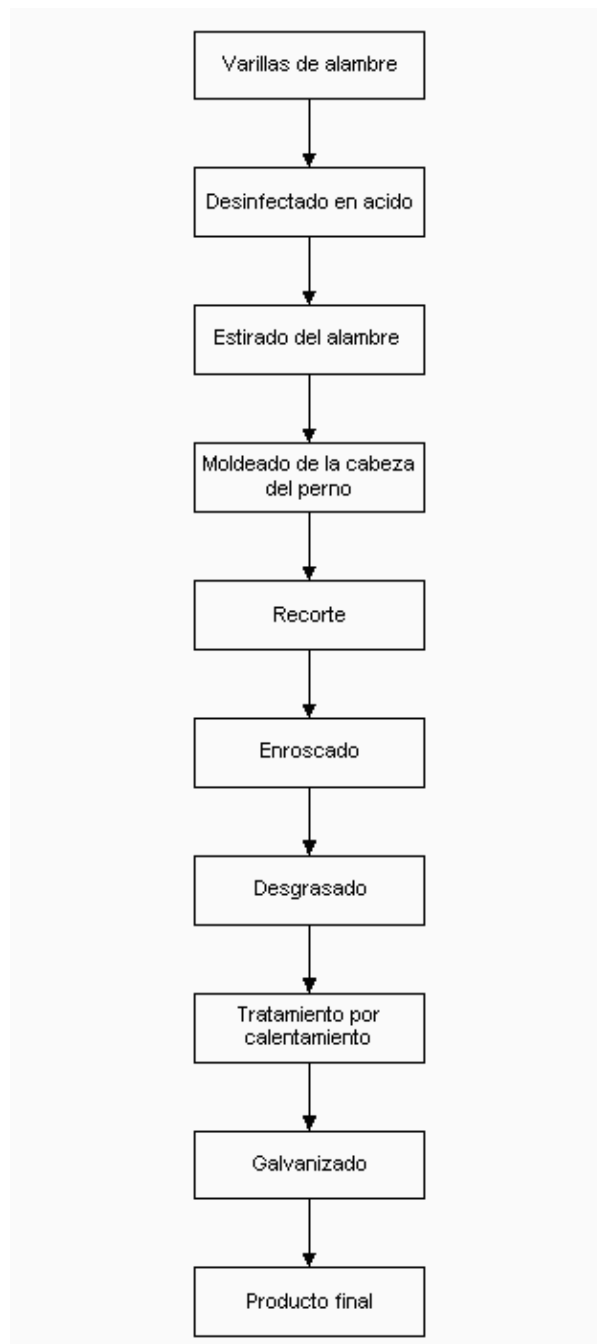 Varillas de alambre
Desinfectado en acido
Estirado del alambre
Moldeado de la cabeza
del perno
Recorte
Enroscado
Desgrasado
Tratamiento por
calentamiento
Galvanizado
Producto final